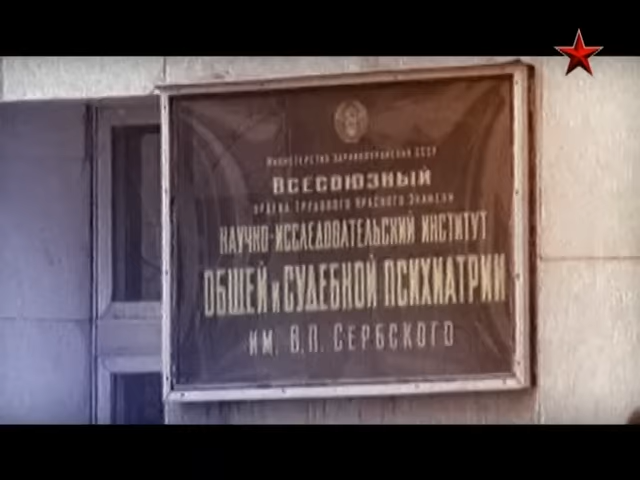 Министерство здравоохранения СССР
Всесоюзный
ордена Трудового Красного Знамени
научно-исследовательский институт
общей и судебной психиатрии
им. В.П. Сербского